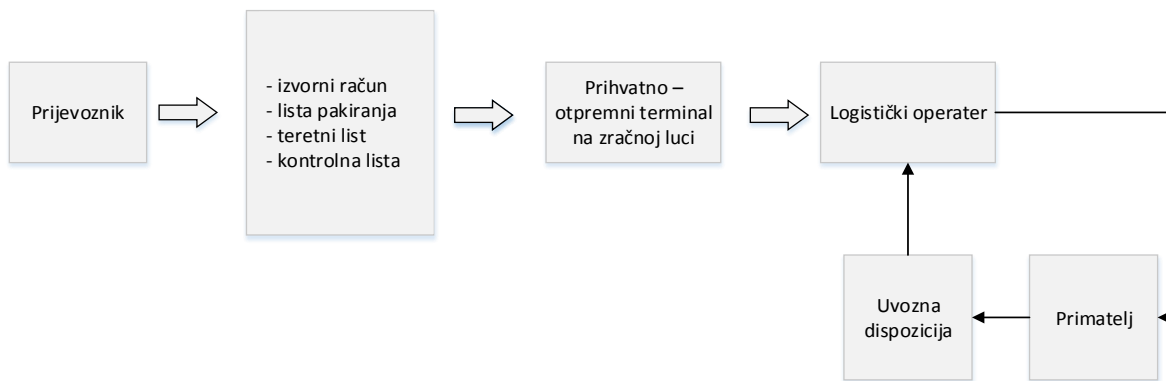 Prijevoznik
- izvorni račun
- lista pakiranja
- teretni list
- kontrolna lista
Prihvatno –
otpremni terminal
na zračnoj luci
Logistički operater
Uvozna
dispozicija
Primatelj